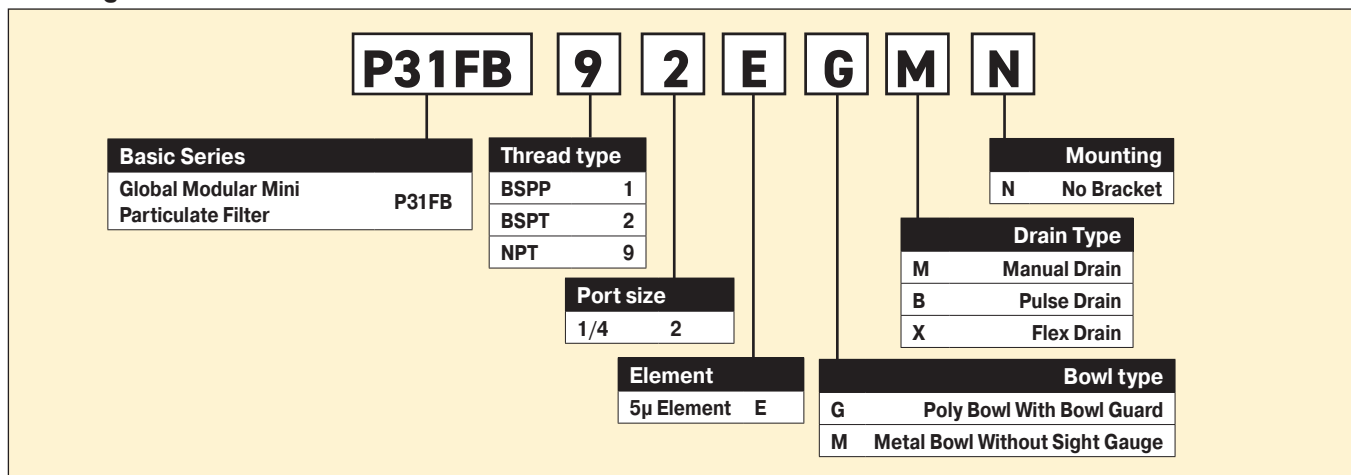 P31FB 9 2 E G M N
Basic Series
Global Modular Mini
Particulate Filter P31FB
Thread type
BSPP 1
BSPT 2
NPT 9
Port size
1/4 2
Element
5µ Element E
Mounting
N No Bracket
Drain Type
M Manual Drain
B Pulse Drain
X Flex Drain
Bowl type
G Poly Bowl With Bowl Guard
M Metal Bowl Without Sight Gauge